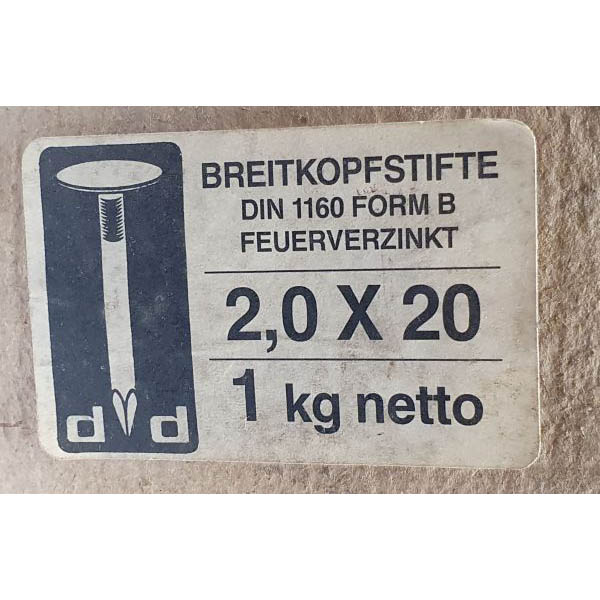 BREITKOPFSTIFTE
DIN 1160 FORM B
FEUERVERZINKT
2,0 X 20
1 kg netto
d d